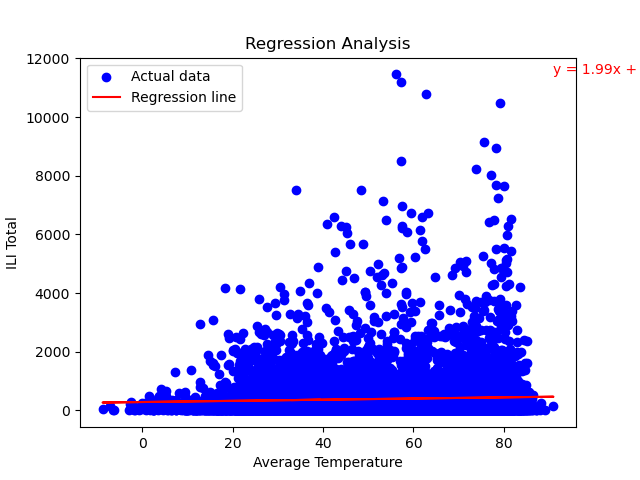 Regression Analysis
y = 1.99x +
Actual data
Regression line
12000
10000
8000
6000
4000
2000
0
ILI Total
0 20 40 60 80
Average Temperature